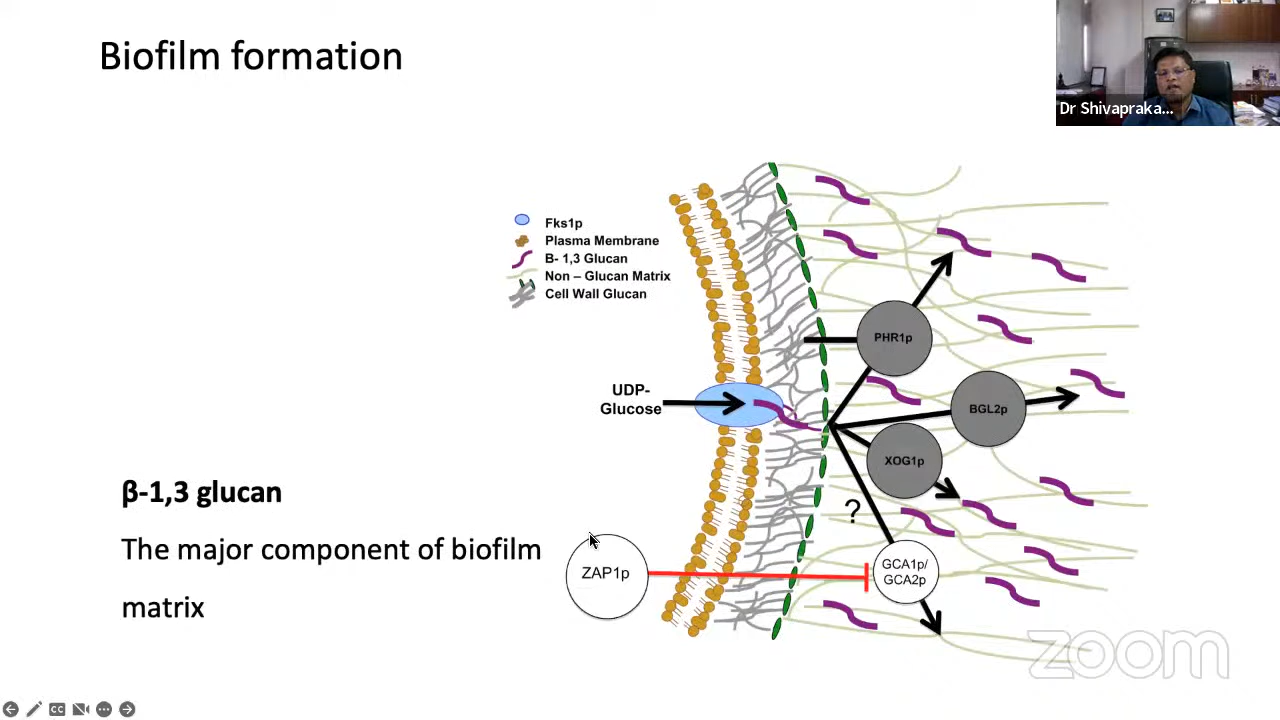 Biofilm formation
Dr Shivapraka...
Fks1p
Plasma Membrane
B- 1,3 Glucan
Non – Glucan Matrix
Cell Wall Glucan
PHR1p
UDP-
Glucose
BGL2p
XOG1p
β-1,3 glucan
?
The major component of biofilm
matrix
ZAP1p
GCA1p/
GCA2p
zoom
CC